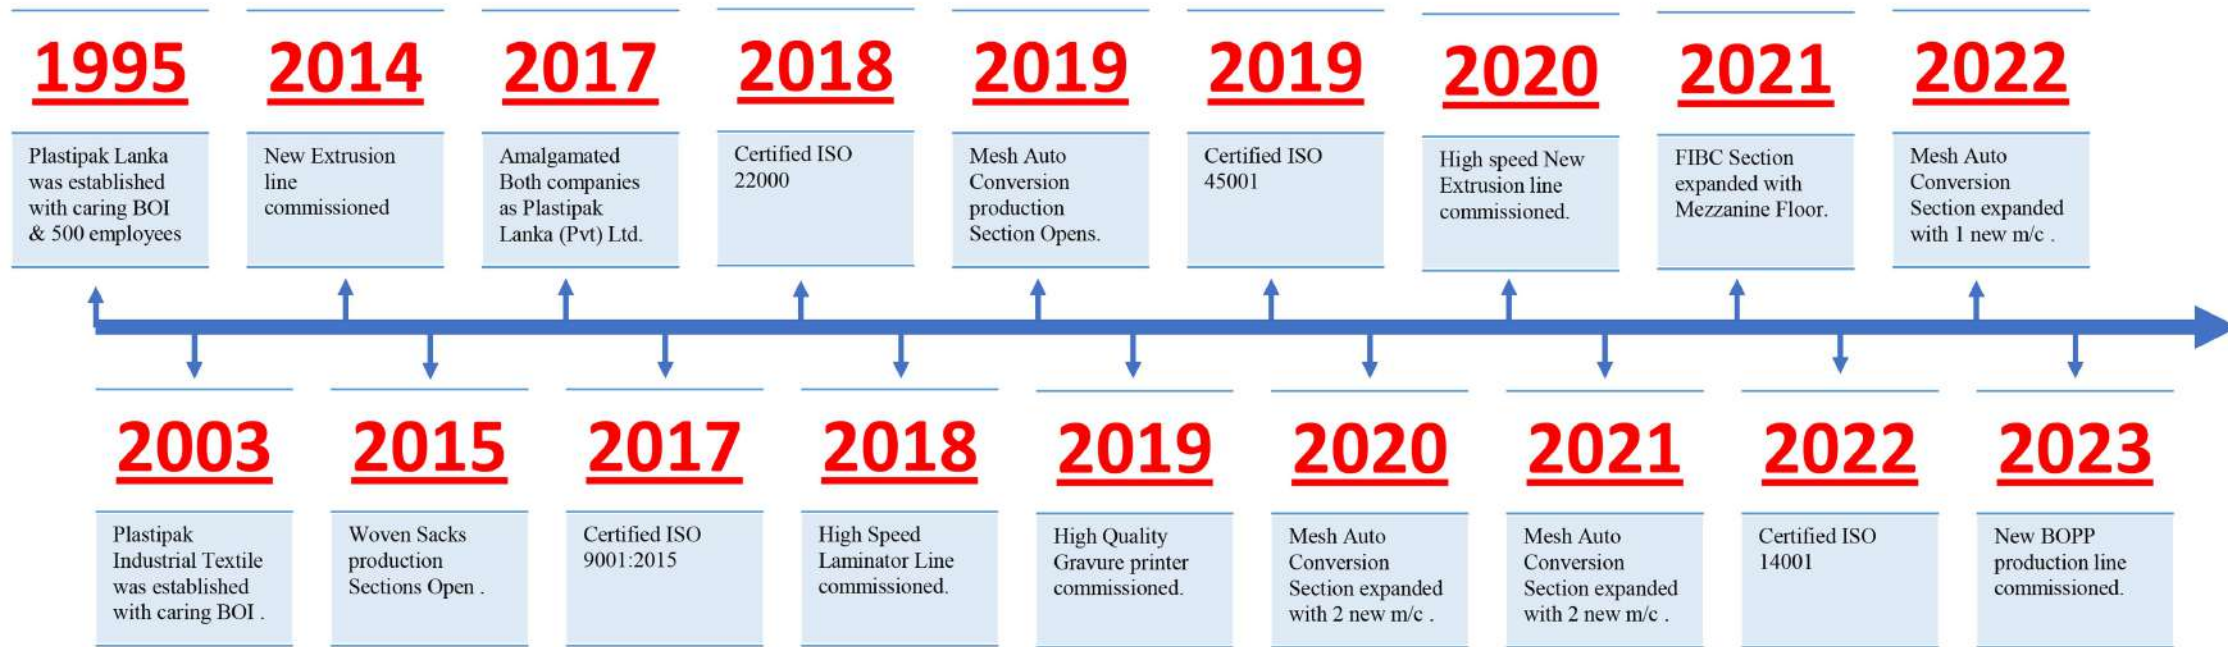 1995
Plastipak Lanka
was established
with caring BOI
& 500 employees
2003
Plastipak
Industrial Textile
was established
with caring BOI .
2014
New Extrusion
line
commissioned
2015
Woven Sacks
production
Sections Open .
2017
Amalgamated
Both companies
as Plastipak
Lanka (Pvt) Ltd.
2017
Certified ISO
9001:2015
2018
Certified ISO
22000
2018
High Speed
Laminator Line
commissioned.
2019
Mesh Auto
Conversion
production
Section Opens.
2019
High Quality
Gravure printer
commissioned.
2019
Certified ISO
45001
2020
Mesh Auto
Conversion
Section expanded
with 2 new m/c .
2020
High speed New
Extrusion line
commissioned.
2021
Mesh Auto
Conversion
Section expanded
with 2 new m/c .
2021
FIBC Section
expanded with
Mezzanine Floor.
2022
Certified ISO
14001
2022
Mesh Auto
Conversion
Section expanded
with 1 new m/c .
2023
New BOPP
production line
commissioned.